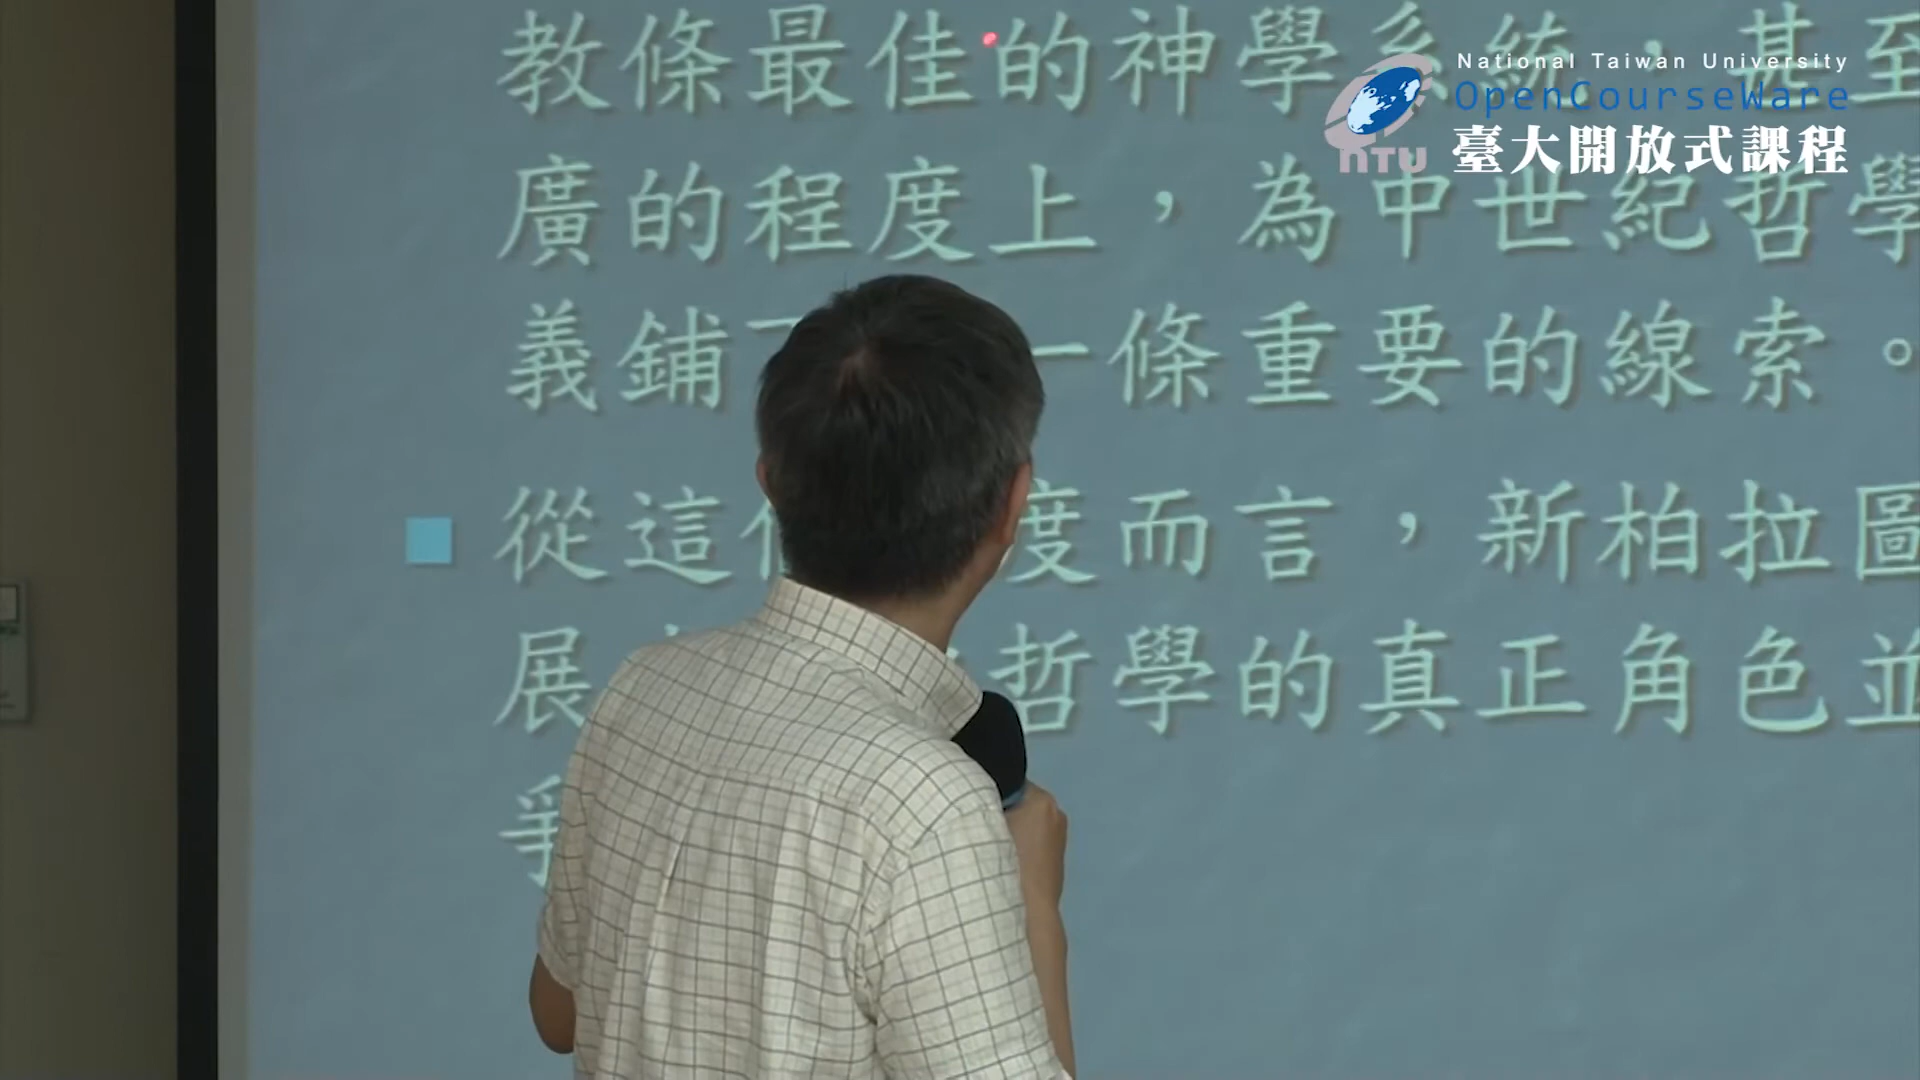 教條最佳的神學系統，甚至
廣的程度上，為中世紀哲學
義鋪 一條重要的線索。
從這 度而言，新柏拉圖
展 哲學的真正角色並
National Taiwan University
OpenCourseWare
臺大開放式課程
NTU